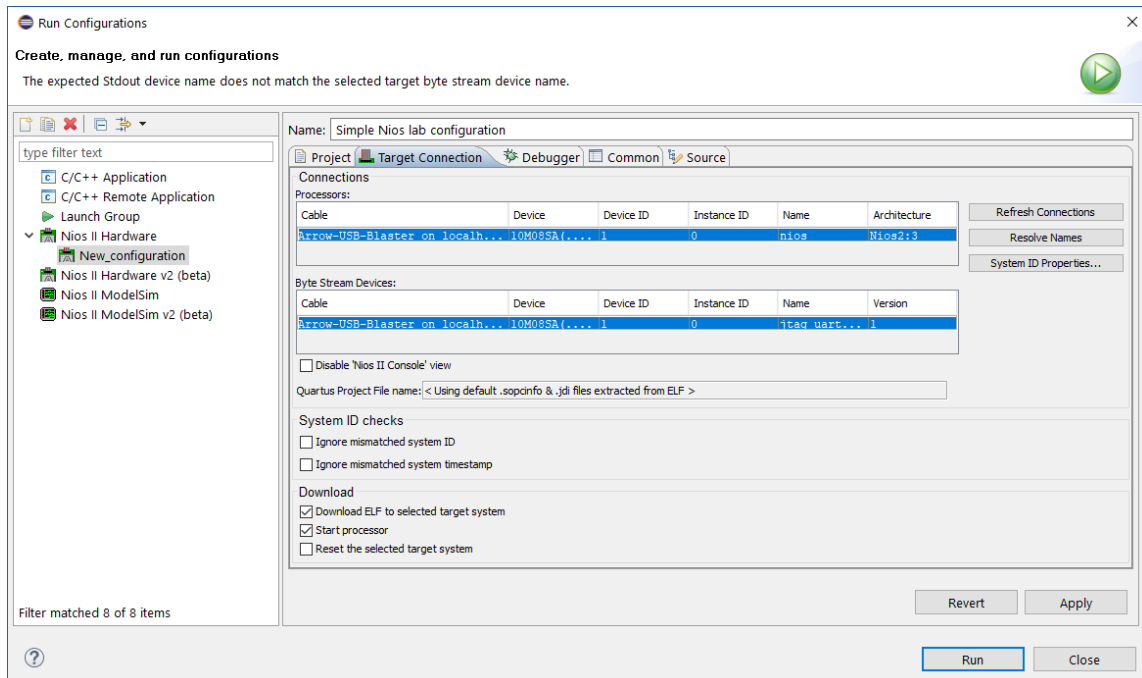 Run Configurations
Create, manage, and run configurations
The expected Stdout device name does not match the selected target byte stream device name.
type filter text
C/C++ Application
C/C++ Remote Application
Launch Group
Nios II Hardware
New_configuration
Nios II Hardware v2 (beta)
Nios II ModelSim
Nios II ModelSim v2 (beta)
Filter matched 8 of 8 items
Name: Simple Nios lab configuration
Project Target Connection Debugger Common Source
Connections
Processors:
Cable Device Device ID Instance ID Name Architecture
Arrow-USB-Blaster on localh... 10M08SA(.... 1 0 nios Nios2:3
Refresh Connections
Resolve Names
System ID Properties...
Byte Stream Devices:
Cable Device Device ID Instance ID Name Version
Arrow-USB-Blaster on localh... 10M08SA(.... 1 0 jtag_uart... 1
Disable 'Nios II Console' view
Quartus Project File name: < Using default .sopcinfo & .jdi files extracted from ELF >
System ID checks
Ignore mismatched system ID
Ignore mismatched system timestamp
Download
Download ELF to selected target system
Start processor
Reset the selected target system
Revert Apply
Run Close